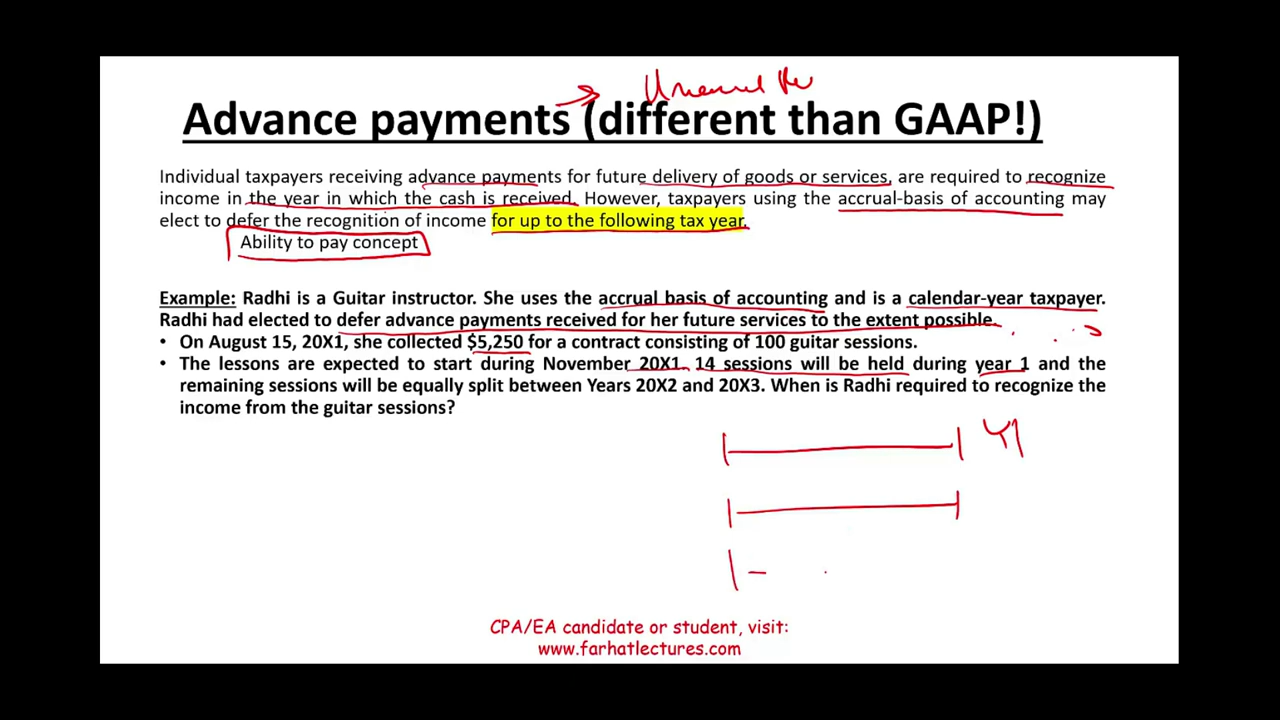 Advance payments (different than GAAP!)
Individual taxpayers receiving advance payments for future delivery of goods or services, are required to recognize
income in the year in which the cash is received. However, taxpayers using the accrual-basis of accounting may
elect to defer the recognition of income for up to the following tax year.
Ability to pay concept
Example: Radhi is a Guitar instructor. She uses the accrual basis of accounting and is a calendar-year taxpayer.
Radhi had elected to defer advance payments received for her future services to the extent possible.
• On August 15, 20X1, she collected $5,250 for a contract consisting of 100 guitar sessions.
• The lessons are expected to start during November 20X1. 14 sessions will be held during year 1 and the
remaining sessions will be equally split between Years 20X2 and 20X3. When is Radhi required to recognize the
income from the guitar sessions?
Y1
CPA/EA candidate or student, visit:
www.farhatlectures.com